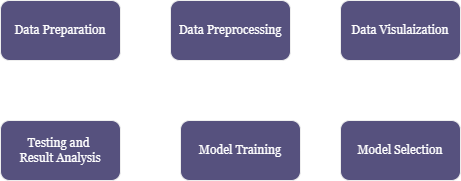 Data Preparation
Data Preprocessing
Data Visulaization
Testing and
Result Analysis
Model Training
Model Selection